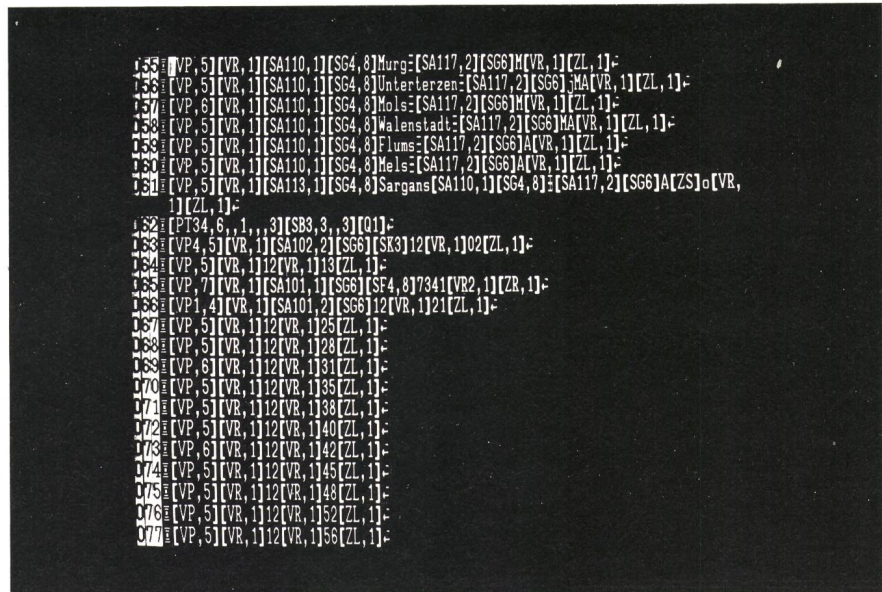 055 [VP,5][VR,1][SA110,1][SG4,8]Murg[SA117,2][SG6]M[VR,1][ZL,1]
056 [VP,5][VR,1][SA110,1][SG4,8]Unterterzen[SA117,2][SG6]jMA[VR,1][ZL,1]
057 [VP,6][VR,1][SA110,1][SG4,8]Mols[SA117,2][SG6]M[VR,1][ZL,1]
058 [VP,5][VR,1][SA110,1][SG4,8]Walenstadt[SA117,2][SG6]MA[VR,1][ZL,1]
059 [VP,5][VR,1][SA110,1][SG4,8]Flums[SA117,2][SG6]A[VR,1][ZL,1]
060 [VP,5][VR,1][SA110,1][SG4,8]Mels[SA117,2][SG6]A[VR,1][ZL,1]
061 [VP,5][VR,1][SA113,1][SG4,8]Sargans[SA110,1][SG4,8][SA117,2][SG6]A[ZS]o[VR,
1][ZL,1]
062 [PT34,6,,1,,,3][SB3,3,,3][Q1]
063 [VP4,5][VR,1][SA102,2][SG6][SK3]12[VR,1]02[ZL,1]
064 [VP,5][VR,1]12[VR,1]13[ZL,1]
065 [VP,7][VR,1][SA101,1][SG6][SF4,8]7341[VR2,1][ZR,1]
066 [VP1,4][VR,1][SA101,2][SG6]12[VR,1]21[ZL,1]
067 [VP,5][VR,1]12[VR,1]25[ZL,1]
068 [VP,5][VR,1]12[VR,1]28[ZL,1]
069 [VP,6][VR,1]12[VR,1]31[ZL,1]
070 [VP,5][VR,1]12[VR,1]35[ZL,1]
071 [VP,5][VR,1]12[VR,1]38[ZL,1]
072 [VP,5][VR,1]12[VR,1]40[ZL,1]
073 [VP,6][VR,1]12[VR,1]42[ZL,1]
074 [VP,5][VR,1]12[VR,1]45[ZL,1]
075 [VP,5][VR,1]12[VR,1]48[ZL,1]
076 [VP,5][VR,1]12[VR,1]52[ZL,1]
077 [VP,5][VR,1]12[VR,1]56[ZL,1]